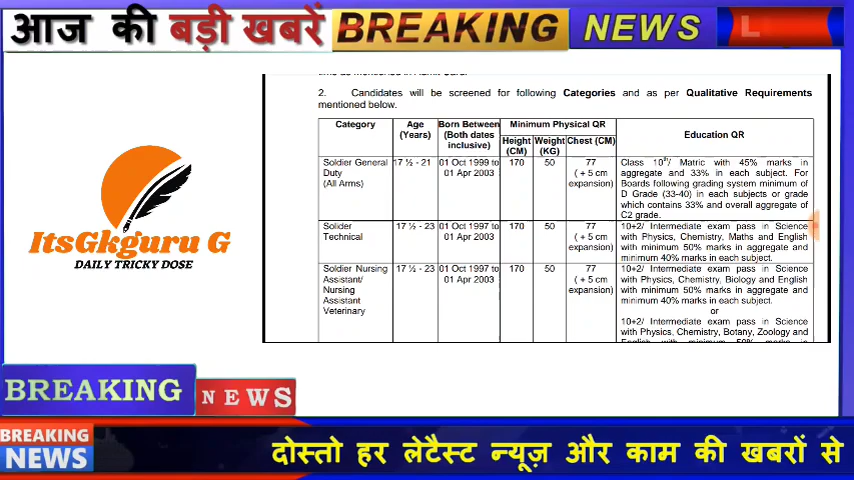 आज की बड़ी खबरें BREAKING NEWS L
2. Candidates will be screened for following Categories and as per Qualitative Requirements
mentioned below.
Category
Age
(Years)
Born Between
(Both dates
inclusive)
Minimum Physical QR
Height
(CM)
Weight
(KG)
Chest (CM)
Education QR
Soldier General
Duty
(All Arms)
17 ½ - 21
01 Oct 1999 to
01 Apr 2003
170
50
77
( + 5 cm
expansion)
Class 10th/ Matric with 45% marks in
aggregate and 33% in each subject. For
Boards following grading system minimum of
D Grade (33-40) in each subjects or grade
which contains 33% and overall aggregate of
C2 grade.
Solider
Technical
17 ½ - 23
01 Oct 1997 to
01 Apr 2003
170
50
77
( + 5 cm
expansion)
10+2/ Intermediate exam pass in Science
with Physics, Chemistry, Maths and English
with minimum 50% marks in aggregate and
minimum 40% marks in each subject.
Soldier Nursing
Assistant/
Nursing
Assistant
Veterinary
17 ½ - 23
01 Oct 1997 to
01 Apr 2003
170
50
77
( + 5 cm
expansion)
10+2/ Intermediate exam pass in Science
with Physics, Chemistry, Biology and English
with minimum 50% marks in aggregate and
minimum 40% marks in each subject.
or
10+2/ Intermediate exam pass in Science
with Physics, Chemistry, Botany, Zoology and
English with minimum 50% marks in
ItsGkguru G
DAILY TRICKY DOSE
BREAKING NEWS
BREAKING
NEWS
दोस्तो हर लेटैस्ट न्यूज़ और काम की खबरों से